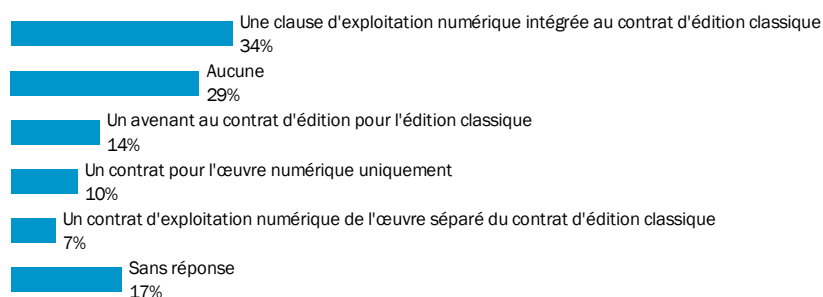 Une clause d'exploitation numérique intégrée au contrat d'édition classique
34%
Aucune
29%
Un avenant au contrat d'édition pour l'édition classique
14%
Un contrat pour l'œuvre numérique uniquement
10%
Un contrat d'exploitation numérique de l'œuvre séparé du contrat d'édition classique
7%
Sans réponse
17%